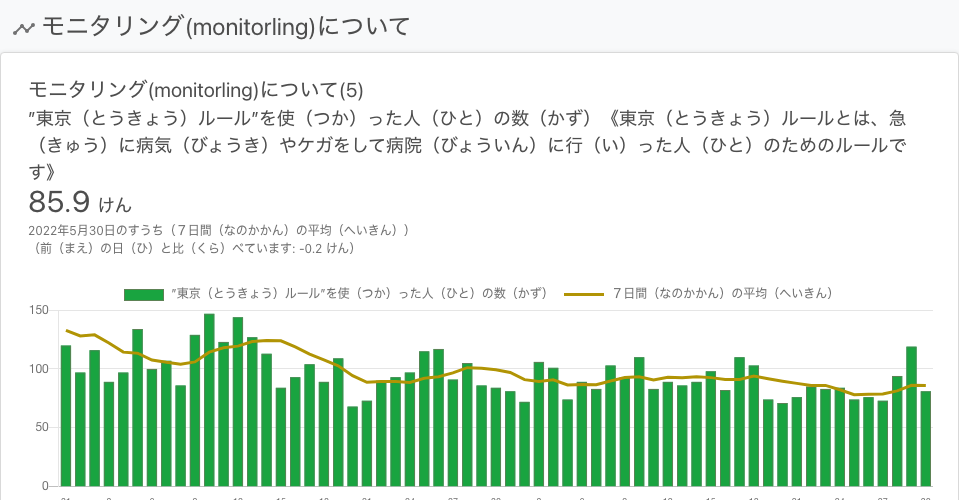 モニタリング(monitorling)について
モニタリング(monitorling)について(5)
”東京（とうきょう）ルール”を使（つか）った人（ひと）の数（かず）《東京（とうきょう）ルールとは、急
（きゅう）に病気（びょうき）やケガをして病院（びょういん）に行（い）った人（ひと）のためのルールで
す》
85.9 けん
2022年5月30日のすうち（７日間（なのかかん）の平均（へいきん））
（前（まえ）の日（ひ）と比（くら）べています: -0.2 けん）
”東京（とうきょう）ルール”を使（つか）った人（ひと）の数（かず） ７日間（なのかかん）の平均（へいきん）
150
100
50
0